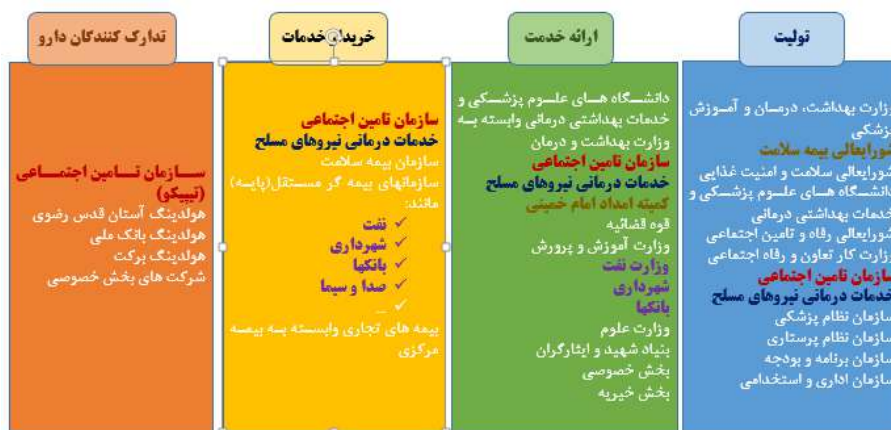 تولیت
وزارت بهداشت، درمان و آموزش
پزشکی
شورایعالی بیمه سلامت
شورایعالی سلامت و امنیت غذایی
دانشگاه های علوم پزشکی و
خدمات بهداشتی درمانی
شورایعالی رفاه و تامین اجتماعی
وزارت کار تعاون و رفاه اجتماعی
سازمان تامین اجتماعی
خدمات درمانی نیروهای مسلح
سازمان نظام پزشکی
سازمان نظام پرستاری
سازمان برنامه و بودجه
سازمان اداری و استخدامی
ارائه خدمت
دانشگاه های علوم پزشکی و
خدمات بهداشتی درمانی وابسته به
وزارت بهداشت و درمان
سازمان تامین اجتماعی
خدمات درمانی نیروهای مسلح
کمیته امداد امام خمینی
قوه قضائیه
وزارت آموزش و پرورش
وزارت نفت
شهرداری
بانکها
وزارت علوم
بنیاد شهید و ایثارگران
بخش خصوصی
بخش خیریه
خریدار خدمات
سازمان تامین اجتماعی
خدمات درمانی نیروهای مسلح
سازمان بیمه سلامت
سازمانهای بیمه گر مستقل(پایه)
مانند:
✓ نفت
✓ شهرداری
✓ بانکها
✓ صدا و سیما
✓ ...
بیمه های تجاری وابسته به بیمه
مرکزی
تدارک کنندگان دارو
سازمان تامین اجتماعی
(تیپیکو)
هولدینگ آستان قدس رضوی
هولدینگ بانک ملی
هولدینگ برکت
شرکت های بخش خصوصی